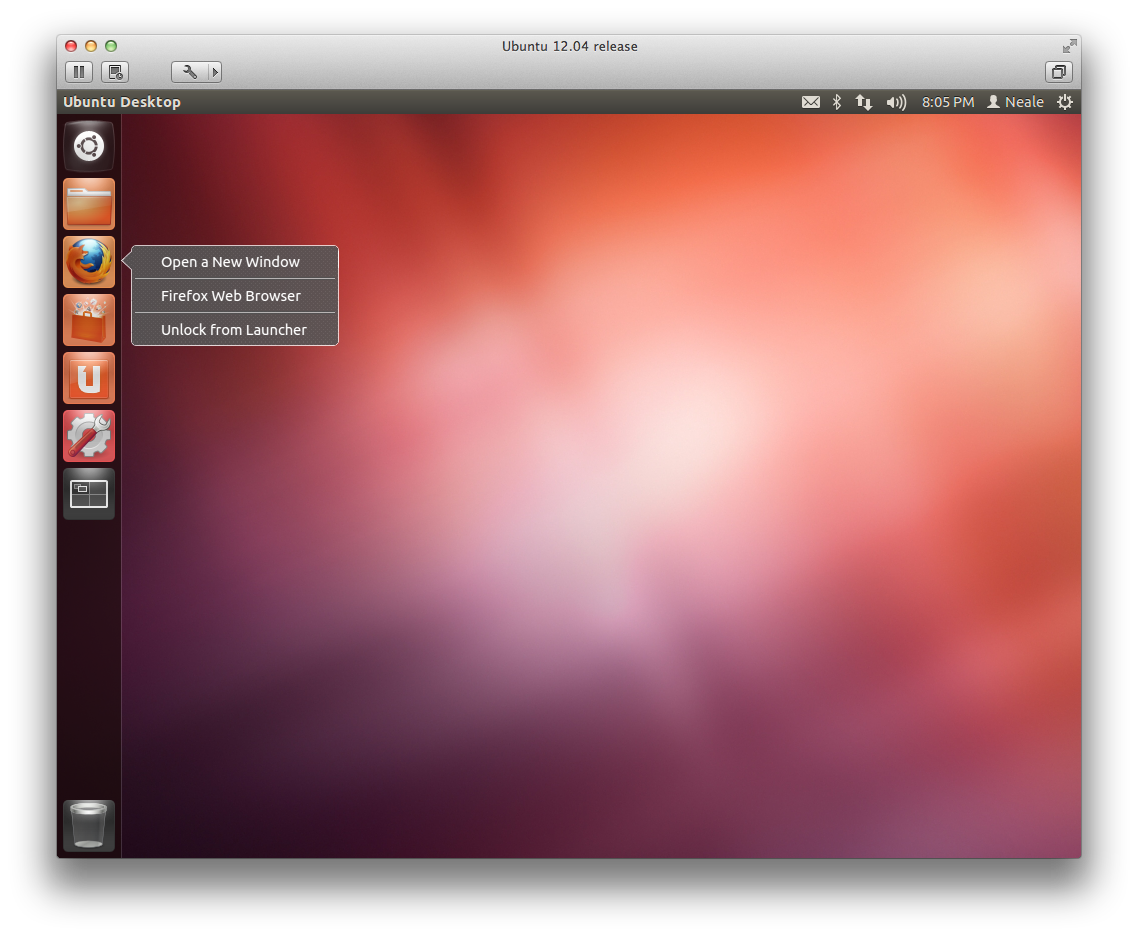 Ubuntu 12.04 release
Ubuntu Desktop 8:05 PM Neale
Open a New Window
Firefox Web Browser
Unlock from Launcher
U